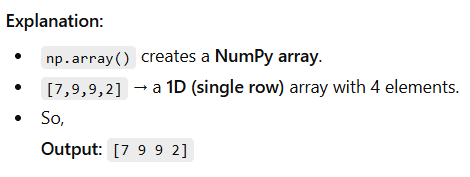 Explanation:
• np.array() creates a NumPy array.
• [7,9,9,2] → a 1D (single row) array with 4 elements.
• So,
Output: [7 9 9 2]